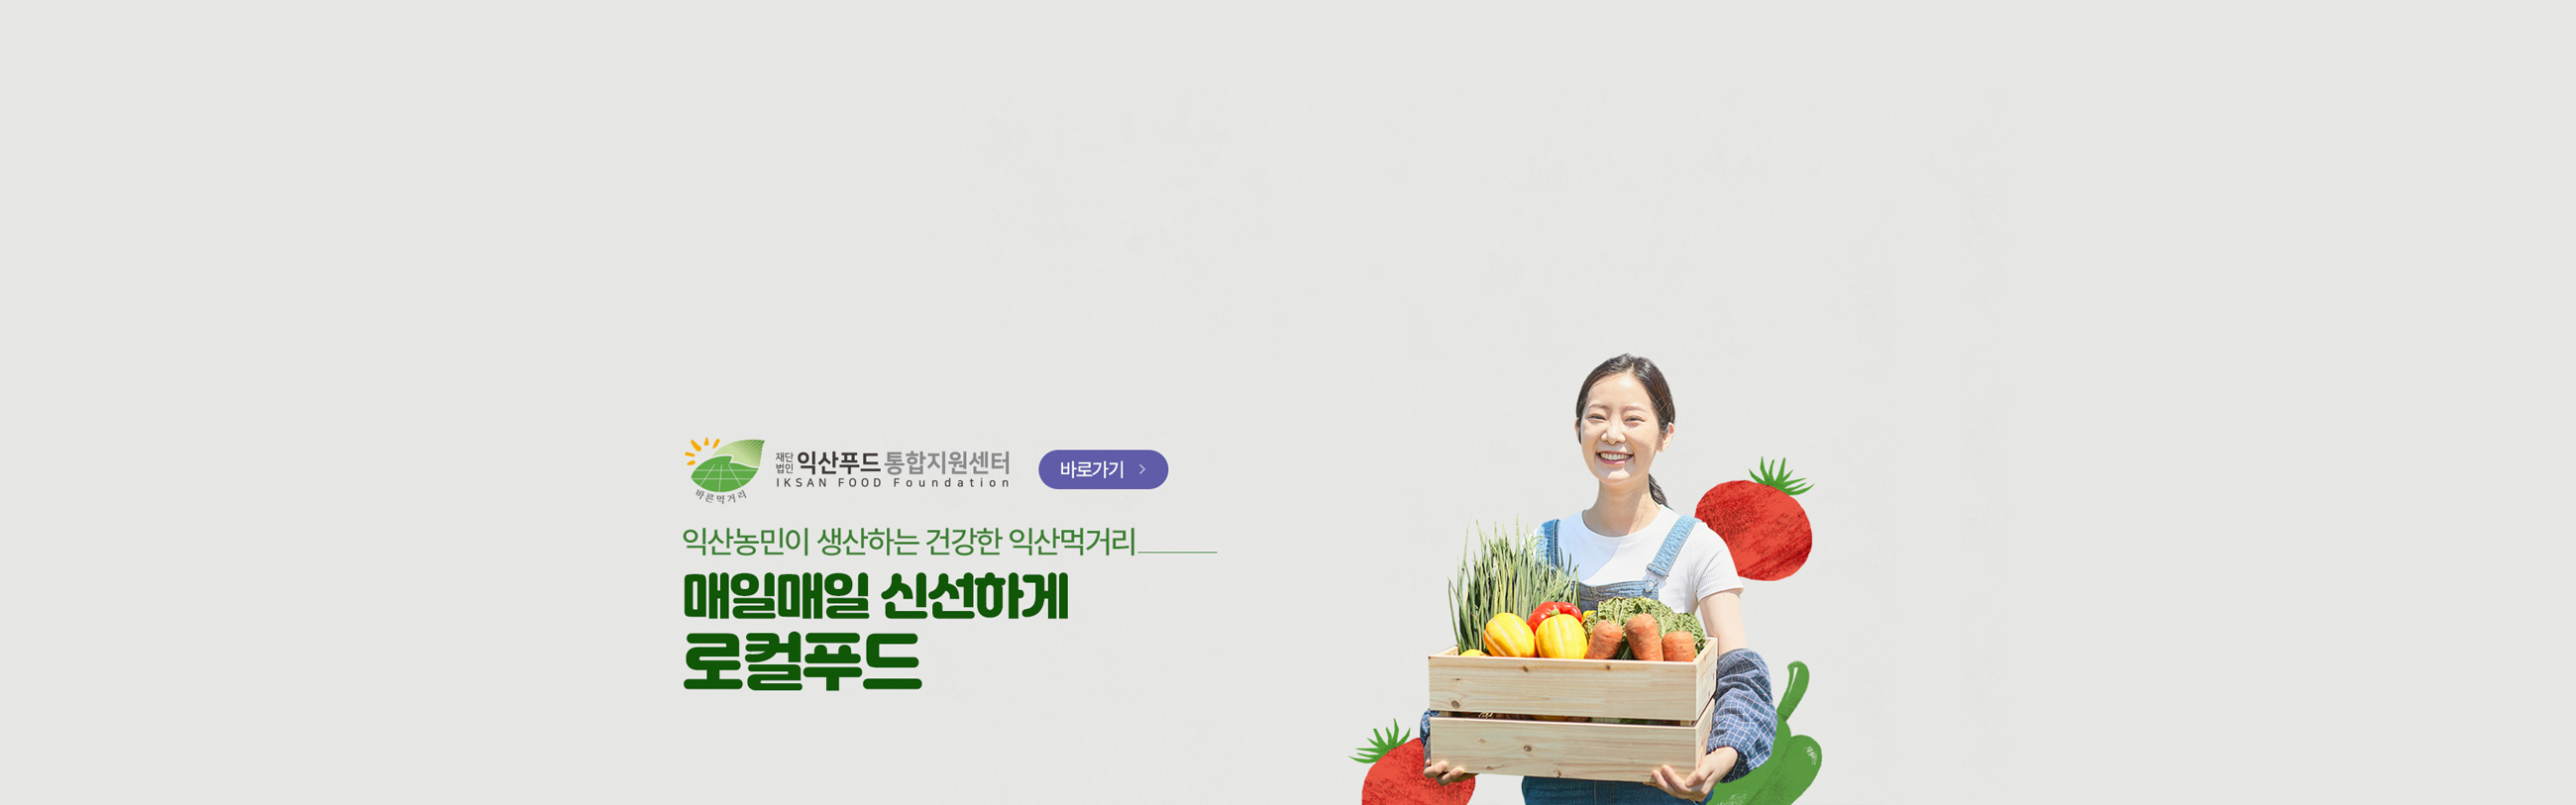 재단법인 익산푸드 통합지원센터
IKSAN FOOD Foundation
바른먹거리
바로가기
익산농민이 생산하는 건강한 익산먹거리
매일매일 신선하게
로컬푸드